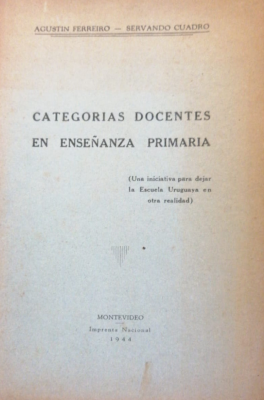 AGUSTIN FERREIRO — SERVANDO CUADRO
CATEGORIAS DOCENTES
EN ENSEÑANZA PRIMARIA
(Una iniciativa para dejar
la Escuela Uruguaya en
otra realidad)
MONTEVIDEO
Imprenta Nacional